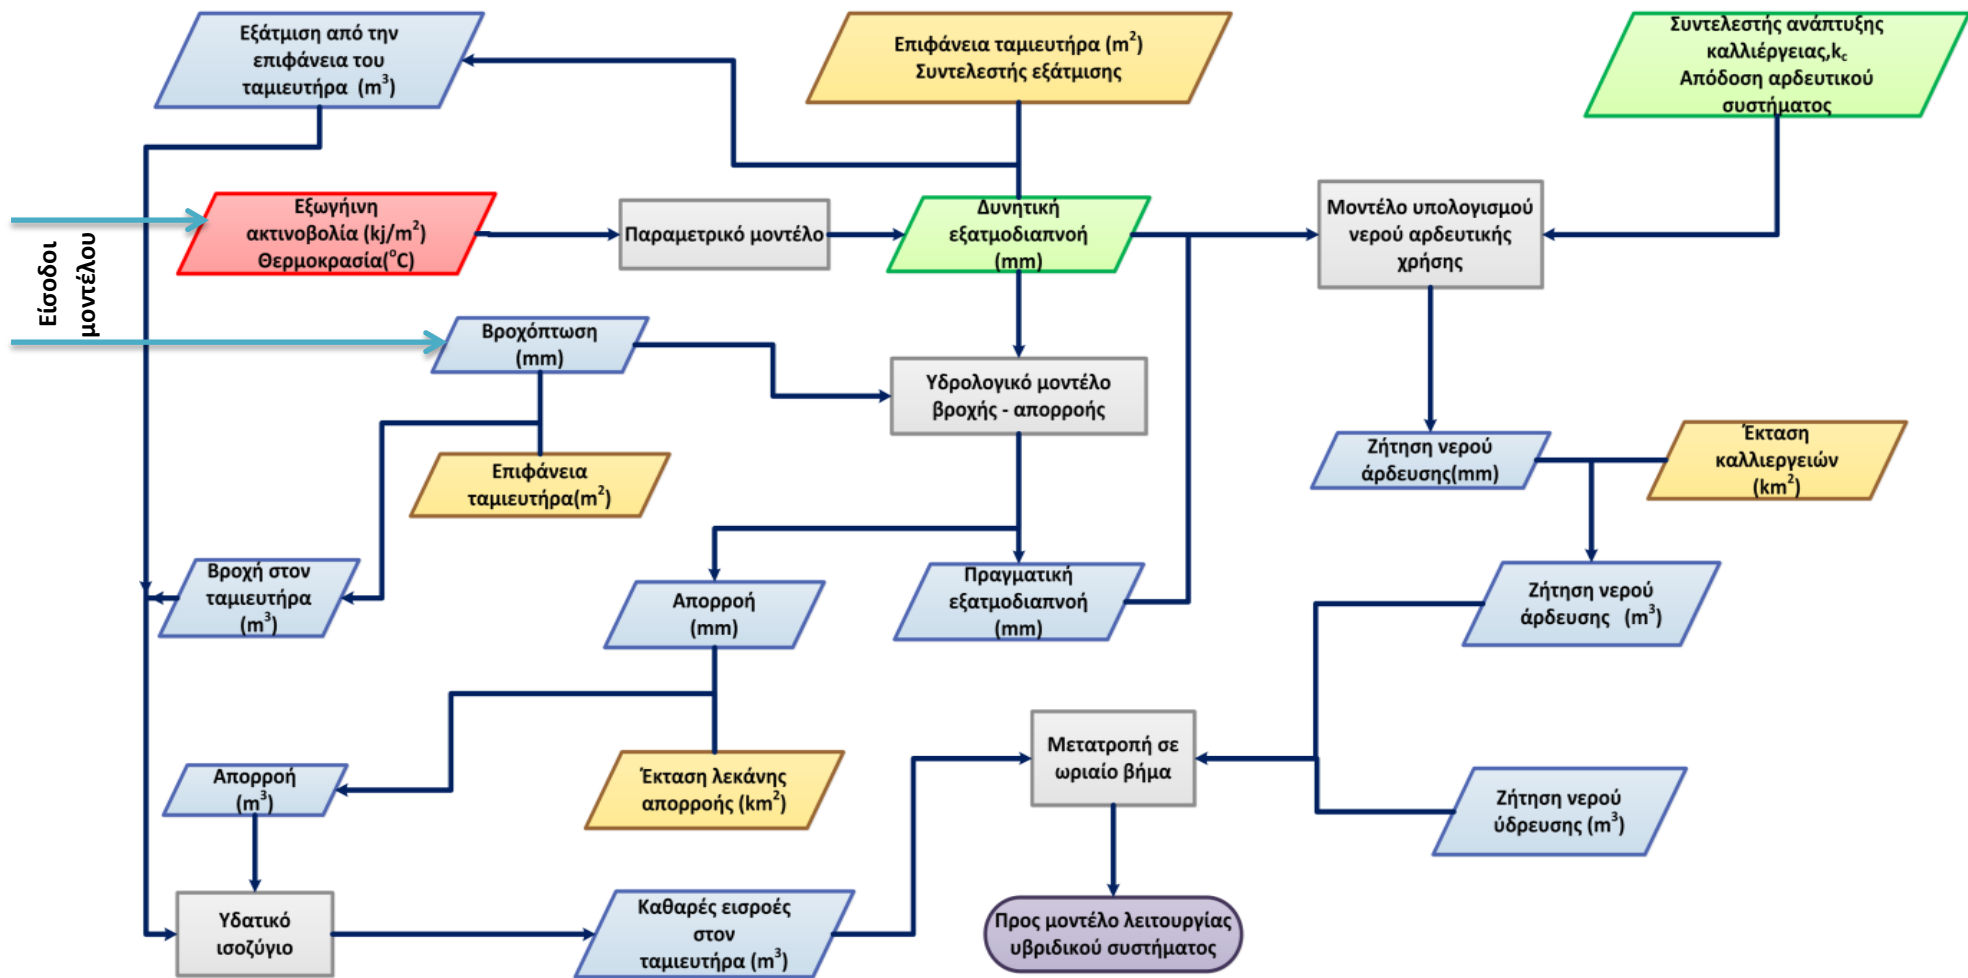 Εξάτμιση από την
επιφάνεια του
ταμιευτήρα (m³)
Επιφάνεια ταμιευτήρα (m²)
Συντελεστής εξάτμισης
Συντελεστής ανάπτυξης
καλλιέργειας,kc
Απόδοση αρδευτικού
συστήματος
Είσοδοι
μοντέλου
Εξωγήινη
ακτινοβολία (kj/m²)
Θερμοκρασία(°C)
Παραμετρικό μοντέλο
Δυνητική
εξατμοδιαπνοή
(mm)
Μοντέλο υπολογισμού
νερού αρδευτικής
χρήσης
Βροχόπτωση
(mm)
Υδρολογικό μοντέλο
βροχής - απορροής
Επιφάνεια
ταμιευτήρα(m²)
Ζήτηση νερού
άρδευσης(mm)
Έκταση
καλλιεργειών
(km²)
Βροχή στον
ταμιευτήρα
(m³)
Απορροή
(mm)
Πραγματική
εξατμοδιαπνοή
(mm)
Ζήτηση νερού
άρδευσης (m³)
Απορροή
(m³)
Έκταση λεκάνης
απορροής (km²)
Μετατροπή σε
ωριαίο βήμα
Ζήτηση νερού
ύδρευσης (m³)
Υδατικό
ισοζύγιο
Καθαρές εισροές
στον
ταμιευτήρα (m³)
Προς μοντέλο λειτουργίας
υβριδικού συστήματος